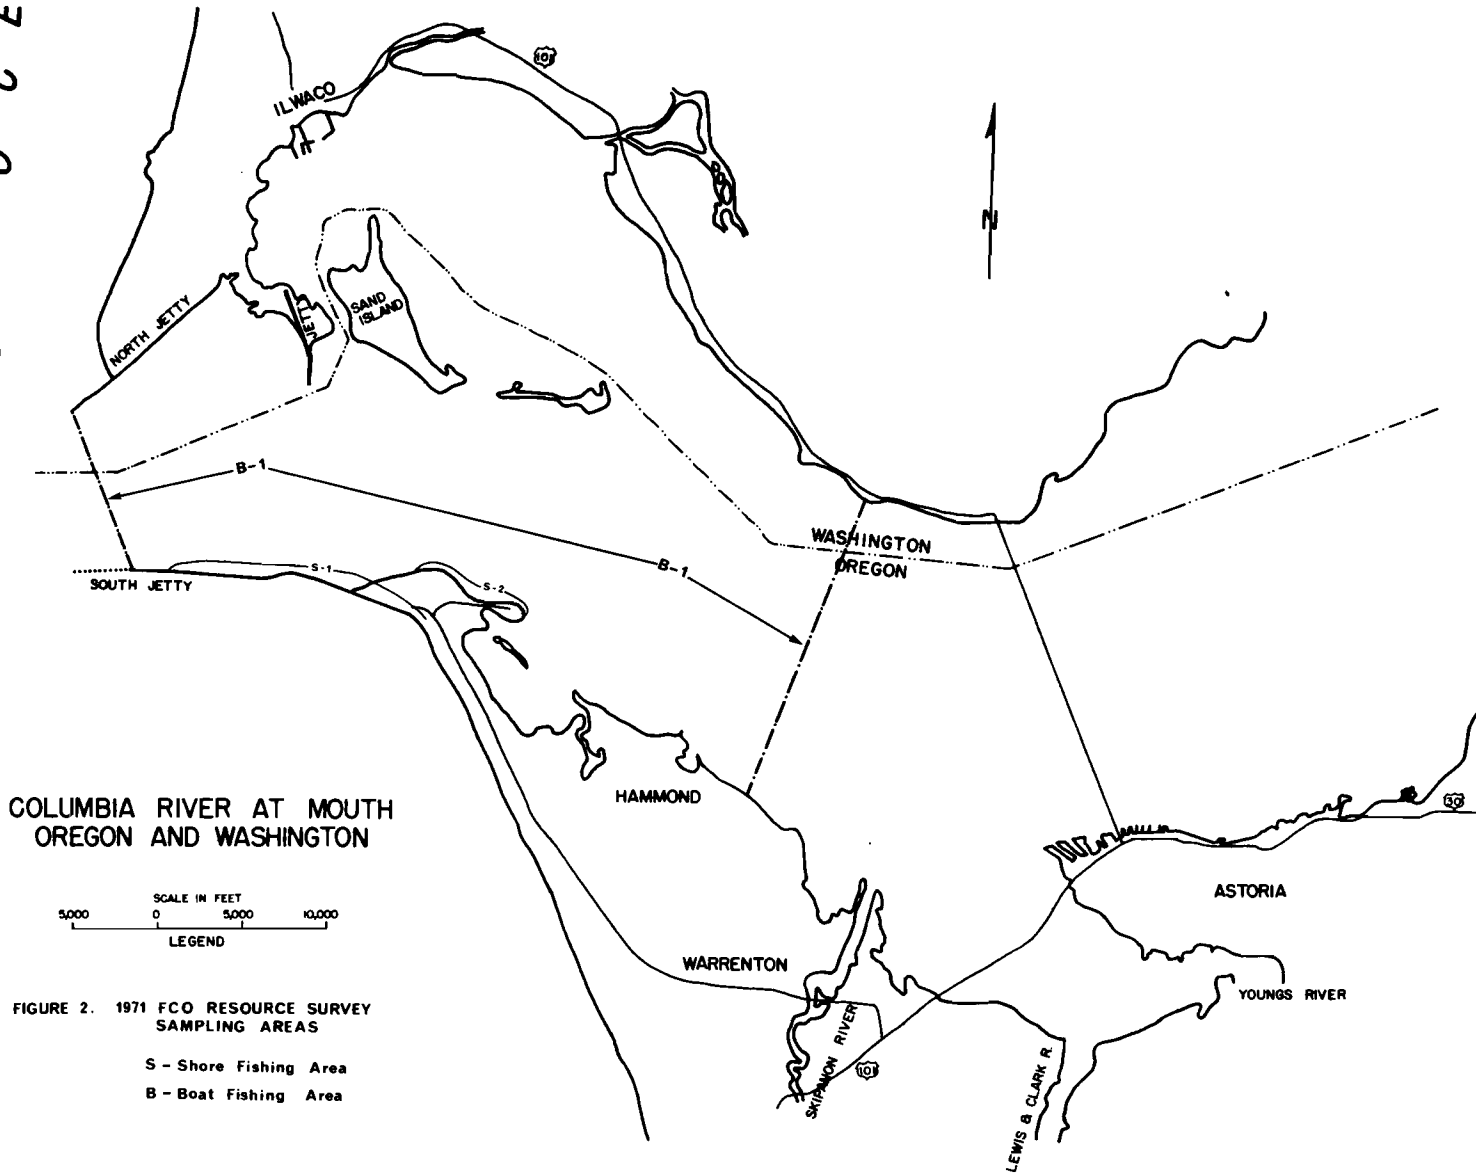 ILWACO
101
N
NORTH JETTY
JETTY
SAND
ISLAND
B-1
B-1
WASHINGTON
OREGON
SOUTH JETTY
S-1
S-2
HAMMOND
COLUMBIA RIVER AT MOUTH
OREGON AND WASHINGTON
SCALE IN FEET
5,000 0 5,000 10,000
LEGEND
FIGURE 2. 1971 FCO RESOURCE SURVEY
SAMPLING AREAS
S - Shore Fishing Area
B - Boat Fishing Area
WARRENTON
SKIPANON RIVER
101
30
ASTORIA
YOUNGS RIVER
LEWIS & CLARK R.